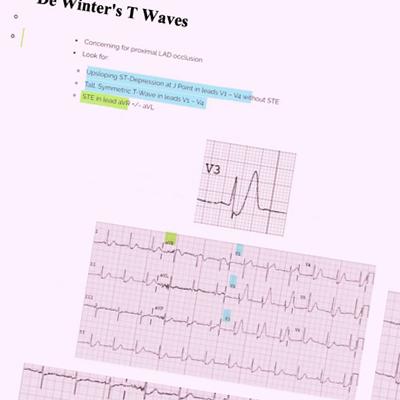 De Winter's T Waves
Concerning for proximal LAD occlusion
Look for:
Upsloping ST-Depression at J Point in leads V1 – V4 without STE
Tall, Symmetric T-Wave in leads V1 – V4
STE in lead aVR +/- aVL
V3
I aVR V1 V4
II aVL V2 V5
III aVF V3 V6
II